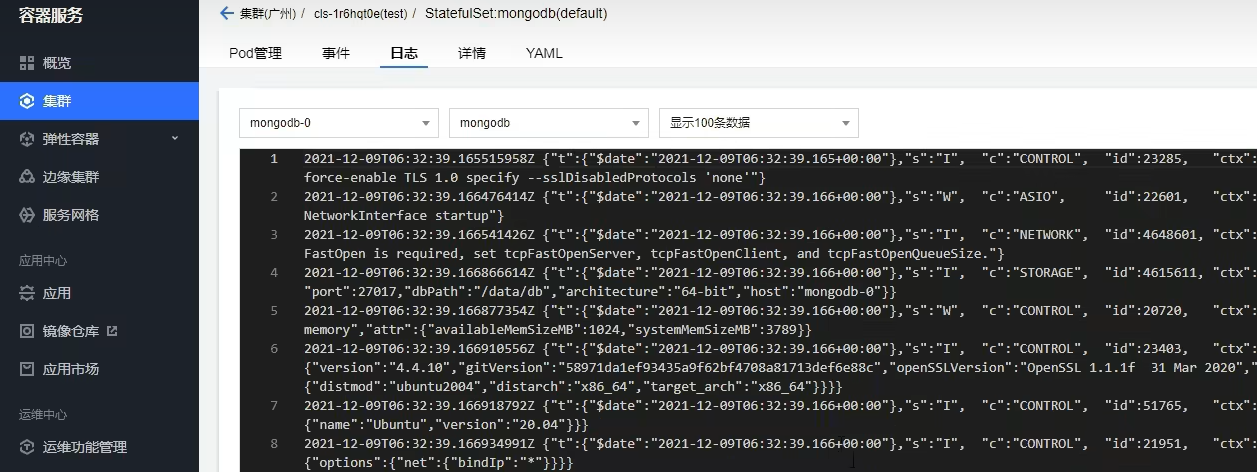 容器服务
集群(广州) / cls-1r6hqt0e(test) / StatefulSet:mongodb(default)
Pod管理 事件 日志 详情 YAML
概览
集群
弹性容器
边缘集群
服务网格
应用中心
应用
镜像仓库
应用市场
运维中心
运维功能管理
mongodb-0 mongodb 显示100条数据
1 2021-12-09T06:32:39.165515958Z {"t":{"$date":"2021-12-09T06:32:39.165+00:00"},"s":"I", "c":"CONTROL", "id":23285, "ctx":
force-enable TLS 1.0 specify --sslDisabledProtocols 'none'"}
2 2021-12-09T06:32:39.166476414Z {"t":{"$date":"2021-12-09T06:32:39.166+00:00"},"s":"W", "c":"ASIO", "id":22601, "ctx":
NetworkInterface startup"}
3 2021-12-09T06:32:39.166541426Z {"t":{"$date":"2021-12-09T06:32:39.166+00:00"},"s":"I", "c":"NETWORK", "id":4648601, "ctx":
FastOpen is required, set tcpFastOpenServer, tcpFastOpenClient, and tcpFastOpenQueueSize."}
4 2021-12-09T06:32:39.166866614Z {"t":{"$date":"2021-12-09T06:32:39.166+00:00"},"s":"I", "c":"STORAGE", "id":4615611, "ctx":
"port":27017,"dbPath":"/data/db","architecture":"64-bit","host":"mongodb-0"}}
5 2021-12-09T06:32:39.166877354Z {"t":{"$date":"2021-12-09T06:32:39.166+00:00"},"s":"W", "c":"CONTROL", "id":20720, "ctx":
memory","attr":{"availableMemSizeMB":1024,"systemMemSizeMB":3789}}
6 2021-12-09T06:32:39.166910556Z {"t":{"$date":"2021-12-09T06:32:39.166+00:00"},"s":"I", "c":"CONTROL", "id":23403, "ctx":
{"version":"4.4.10","gitVersion":"58971da1ef93435a9f62bf4708a81713def6e88c","openSSLVersion":"OpenSSL 1.1.1f 31 Mar 2020","
{"distmod":"ubuntu2004","distarch":"x86_64","target_arch":"x86_64"}}}}
7 2021-12-09T06:32:39.166918792Z {"t":{"$date":"2021-12-09T06:32:39.166+00:00"},"s":"I", "c":"CONTROL", "id":51765, "ctx":
{"name":"Ubuntu","version":"20.04"}}}
8 2021-12-09T06:32:39.166934991Z {"t":{"$date":"2021-12-09T06:32:39.166+00:00"},"s":"I", "c":"CONTROL", "id":21951, "ctx":
{"options":{"net":{"bindIp":"*"}}}}